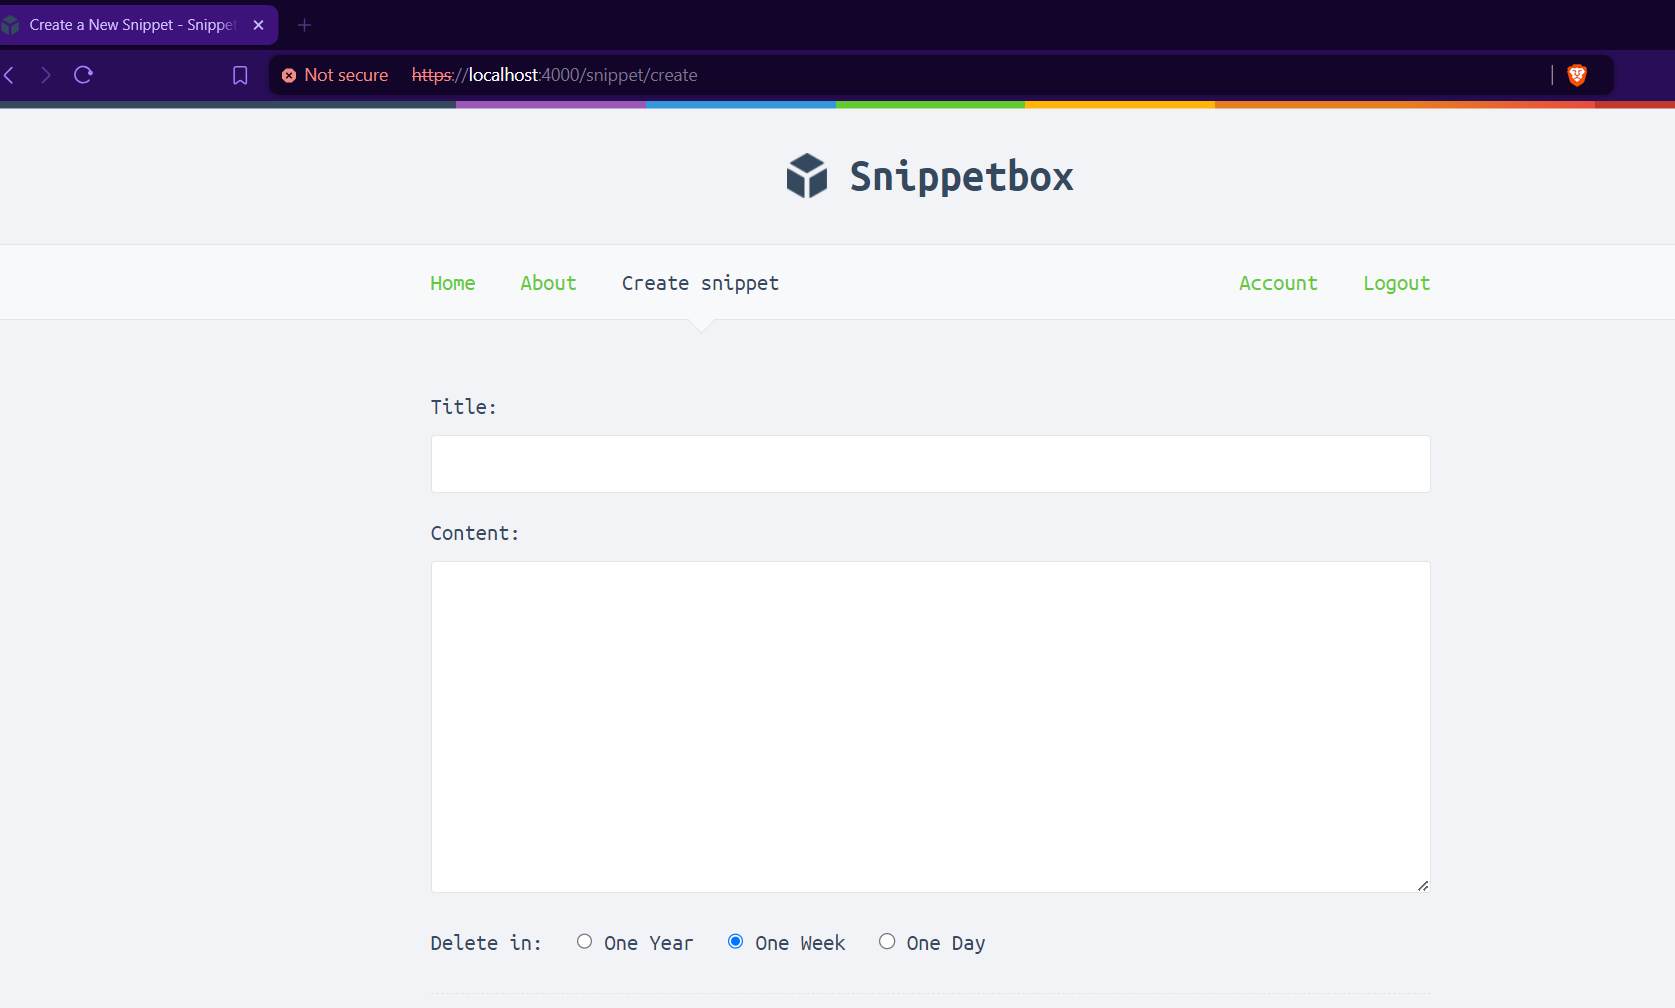 Create a New Snippet - Snippet
Not secure https://localhost:4000/snippet/create
Snippetbox
Home About Create snippet Account Logout
Title:
Content:
Delete in: One Year One Week One Day